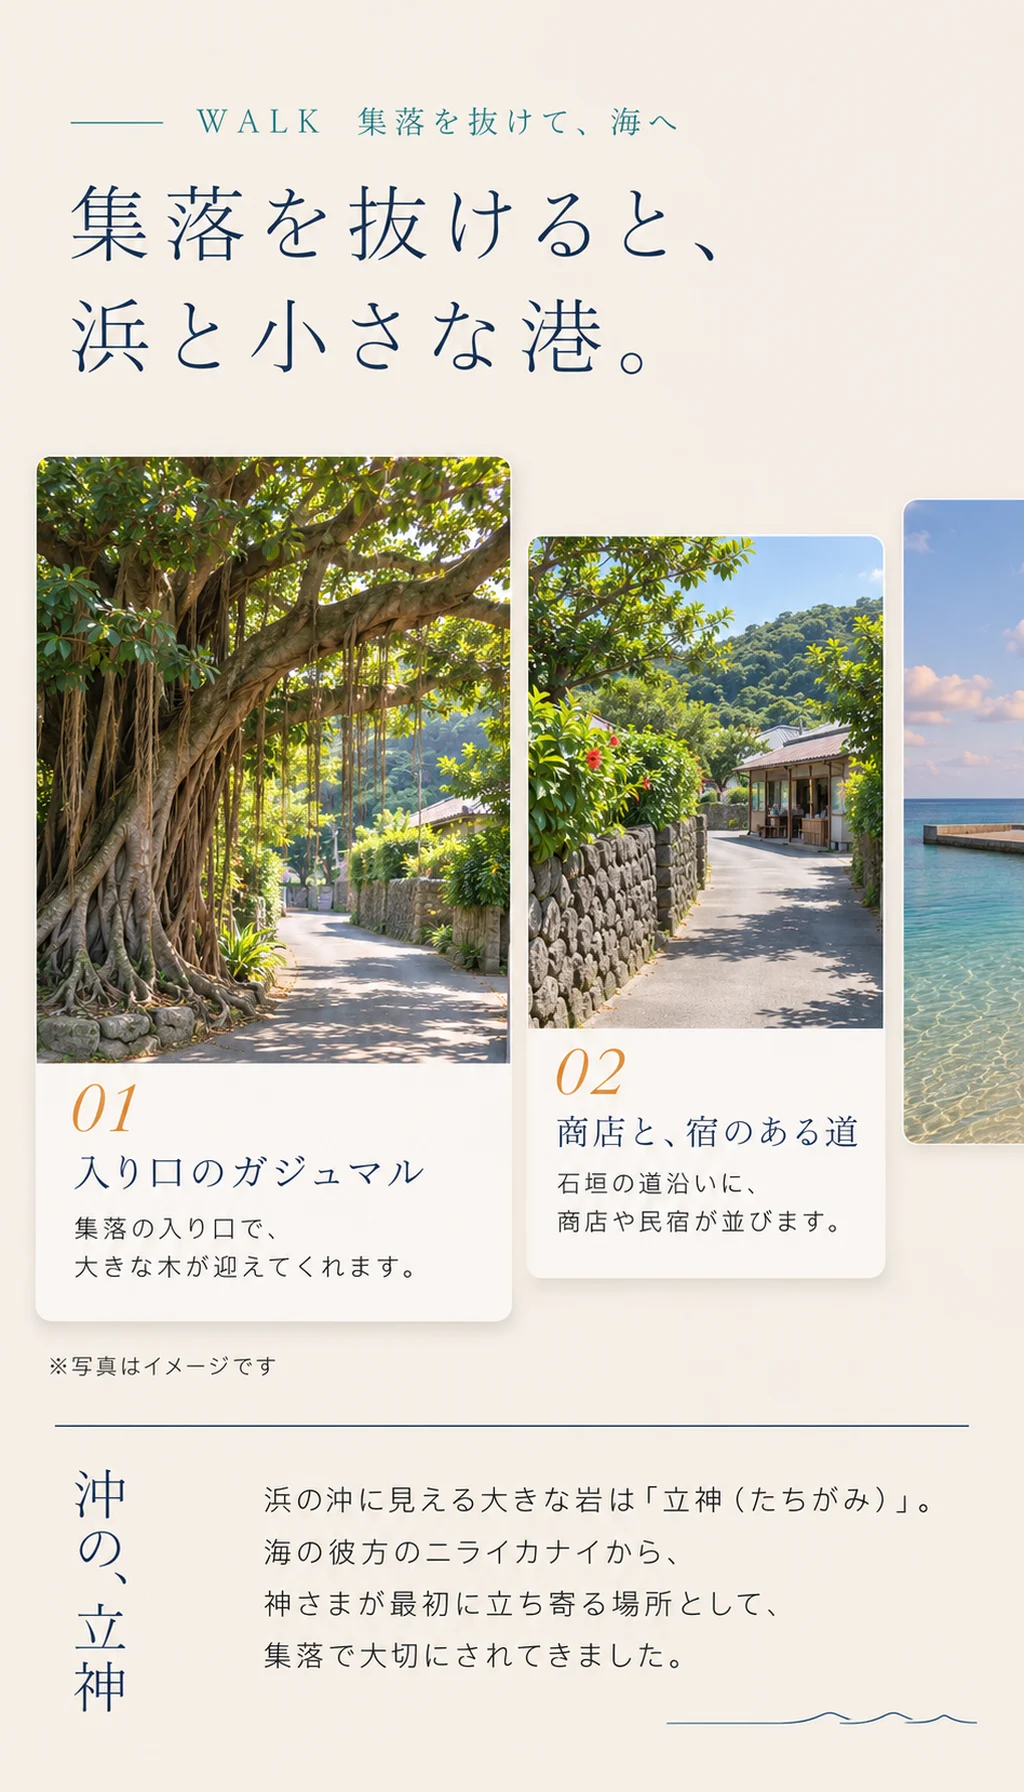 WALK 集落を抜けて、海へ
集落を抜けると、
浜と小さな港。
01
入り口のガジュマル
集落の入り口で、
大きな木が迎えてくれます。
02
商店と、宿のある道
石垣の道沿いに、
商店や民宿が並びます。
※写真はイメージです
沖の、立神
浜の沖に見える大きな岩は「立神（たちがみ）」。
海の彼方のニライカナイから、
神さまが最初に立ち寄る場所として、
集落で大切にされてきました。